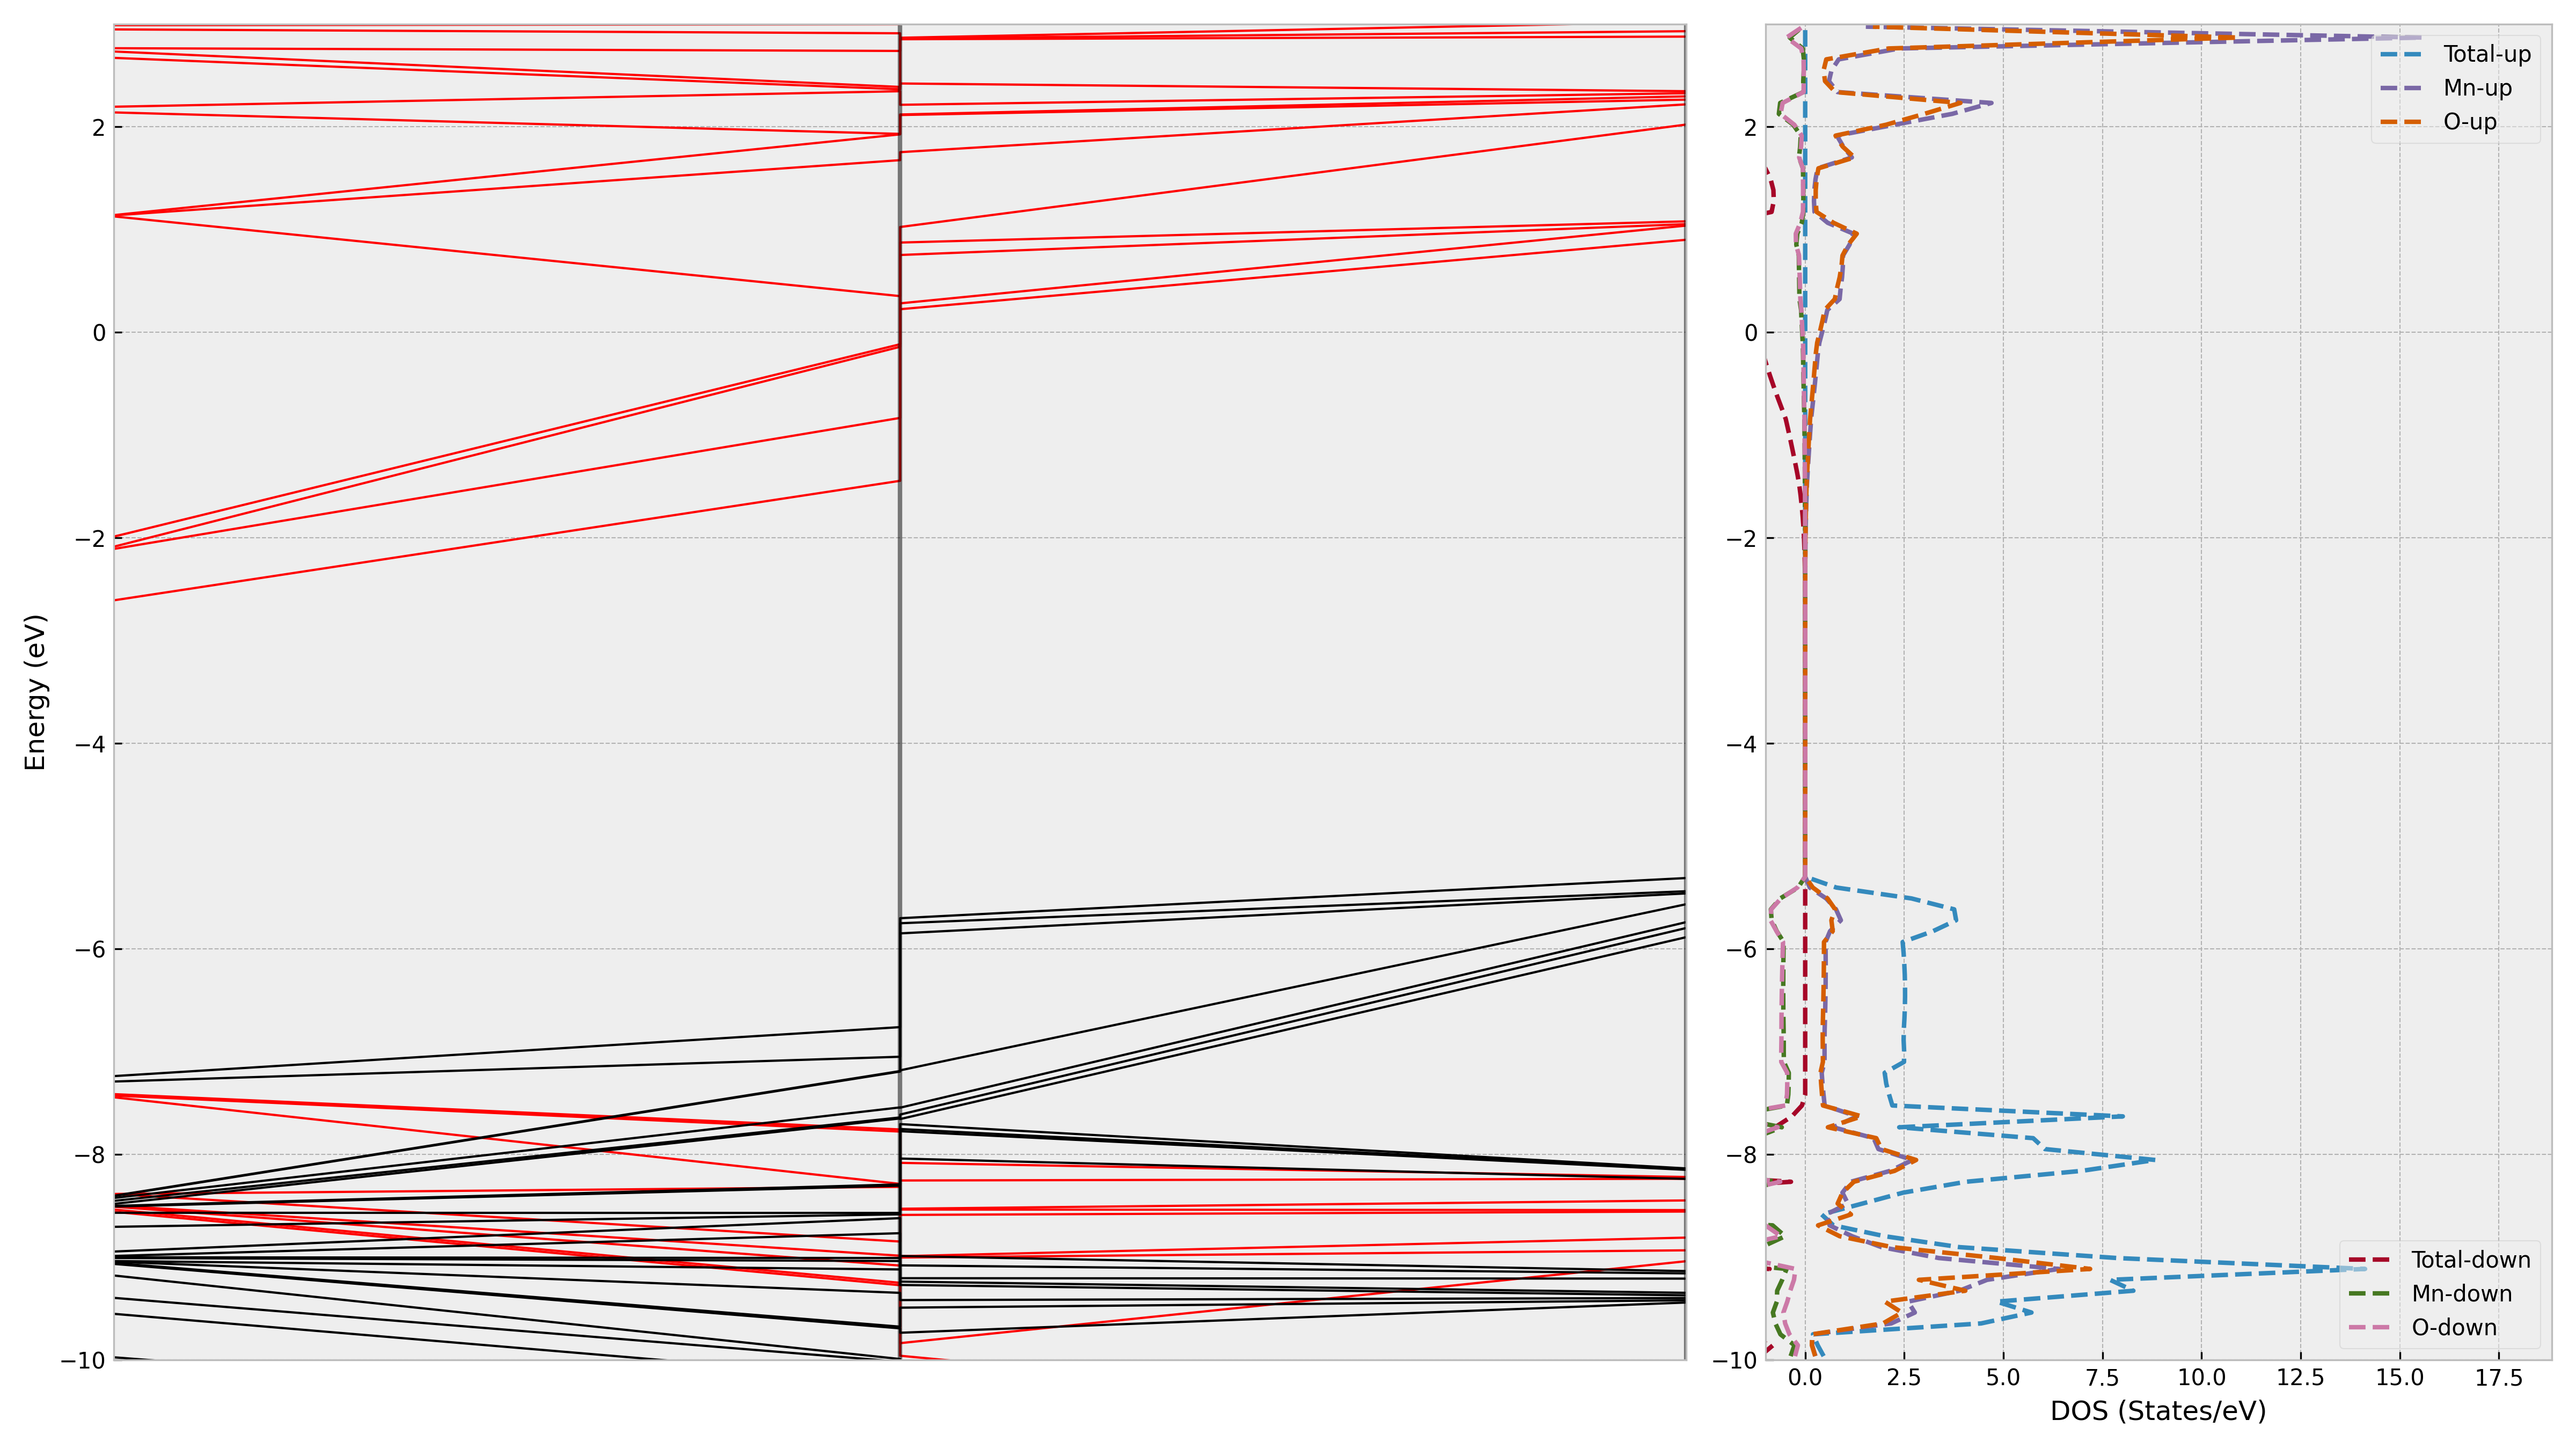 Energy (eV)
2
0
−2
−4
−6
−8
−10
2
0
−2
−4
−6
−8
−10
Total-up
Mn-up
O-up
Total-down
Mn-down
O-down
0.0 2.5 5.0 7.5 10.0 12.5 15.0 17.5
DOS (States/eV)